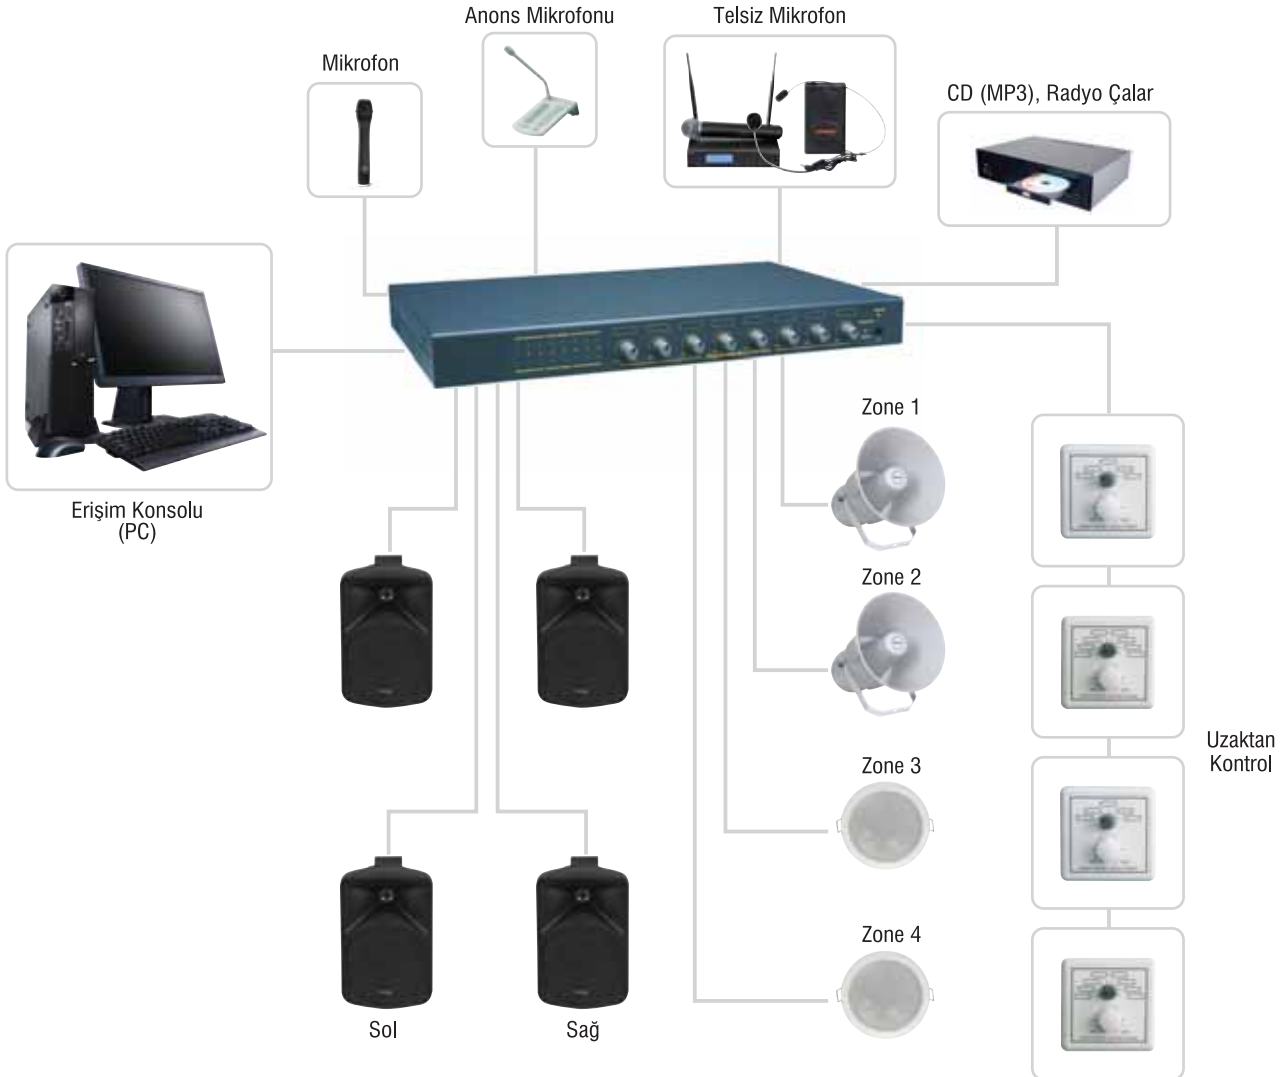 Anons Mikrofonu
Telsiz Mikrofon
Mikrofon
CD (MP3), Radyo Çalar
Erişim Konsolu
(PC)
Zone 1
Zone 2
Zone 3
Zone 4
Uzaktan
Kontrol
Sol
Sağ